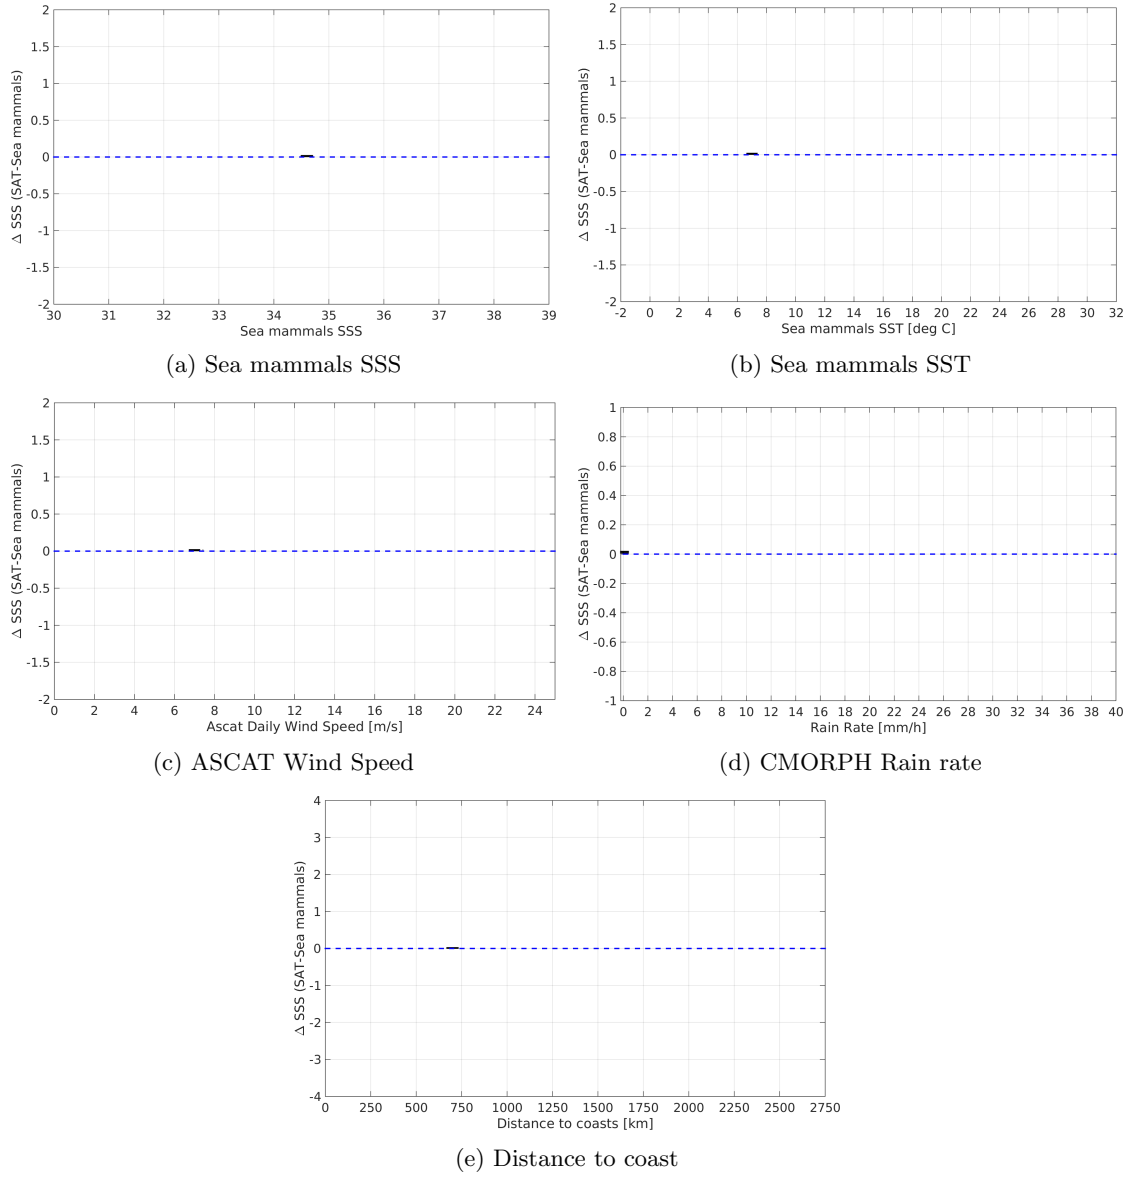 2
1.5
1
0.5
0
-0.5
-1
-1.5
-2
Δ SSS (SAT-Sea mammals)
30 31 32 33 34 35 36 37 38 39
Sea mammals SSS
(a) Sea mammals SSS
2
1.5
1
0.5
0
-0.5
-1
-1.5
-2
Δ SSS (SAT-Sea mammals)
-2 0 2 4 6 8 10 12 14 16 18 20 22 24 26 28 30 32
Sea mammals SST [deg C]
(b) Sea mammals SST
2
1.5
1
0.5
0
-0.5
-1
-1.5
-2
Δ SSS (SAT-Sea mammals)
0 2 4 6 8 10 12 14 16 18 20 22 24
Ascat Daily Wind Speed [m/s]
(c) ASCAT Wind Speed
1
0.8
0.6
0.4
0.2
0
-0.2
-0.4
-0.6
-0.8
-1
Δ SSS (SAT-Sea mammals)
0 2 4 6 8 10 12 14 16 18 20 22 24 26 28 30 32 34 36 38 40
Rain Rate [mm/h]
(d) CMORPH Rain rate
4
3
2
1
0
-1
-2
-3
-4
Δ SSS (SAT-Sea mammals)
0 250 500 750 1000 1250 1500 1750 2000 2250 2500 2750
Distance to coasts [km]
(e) Distance to coast